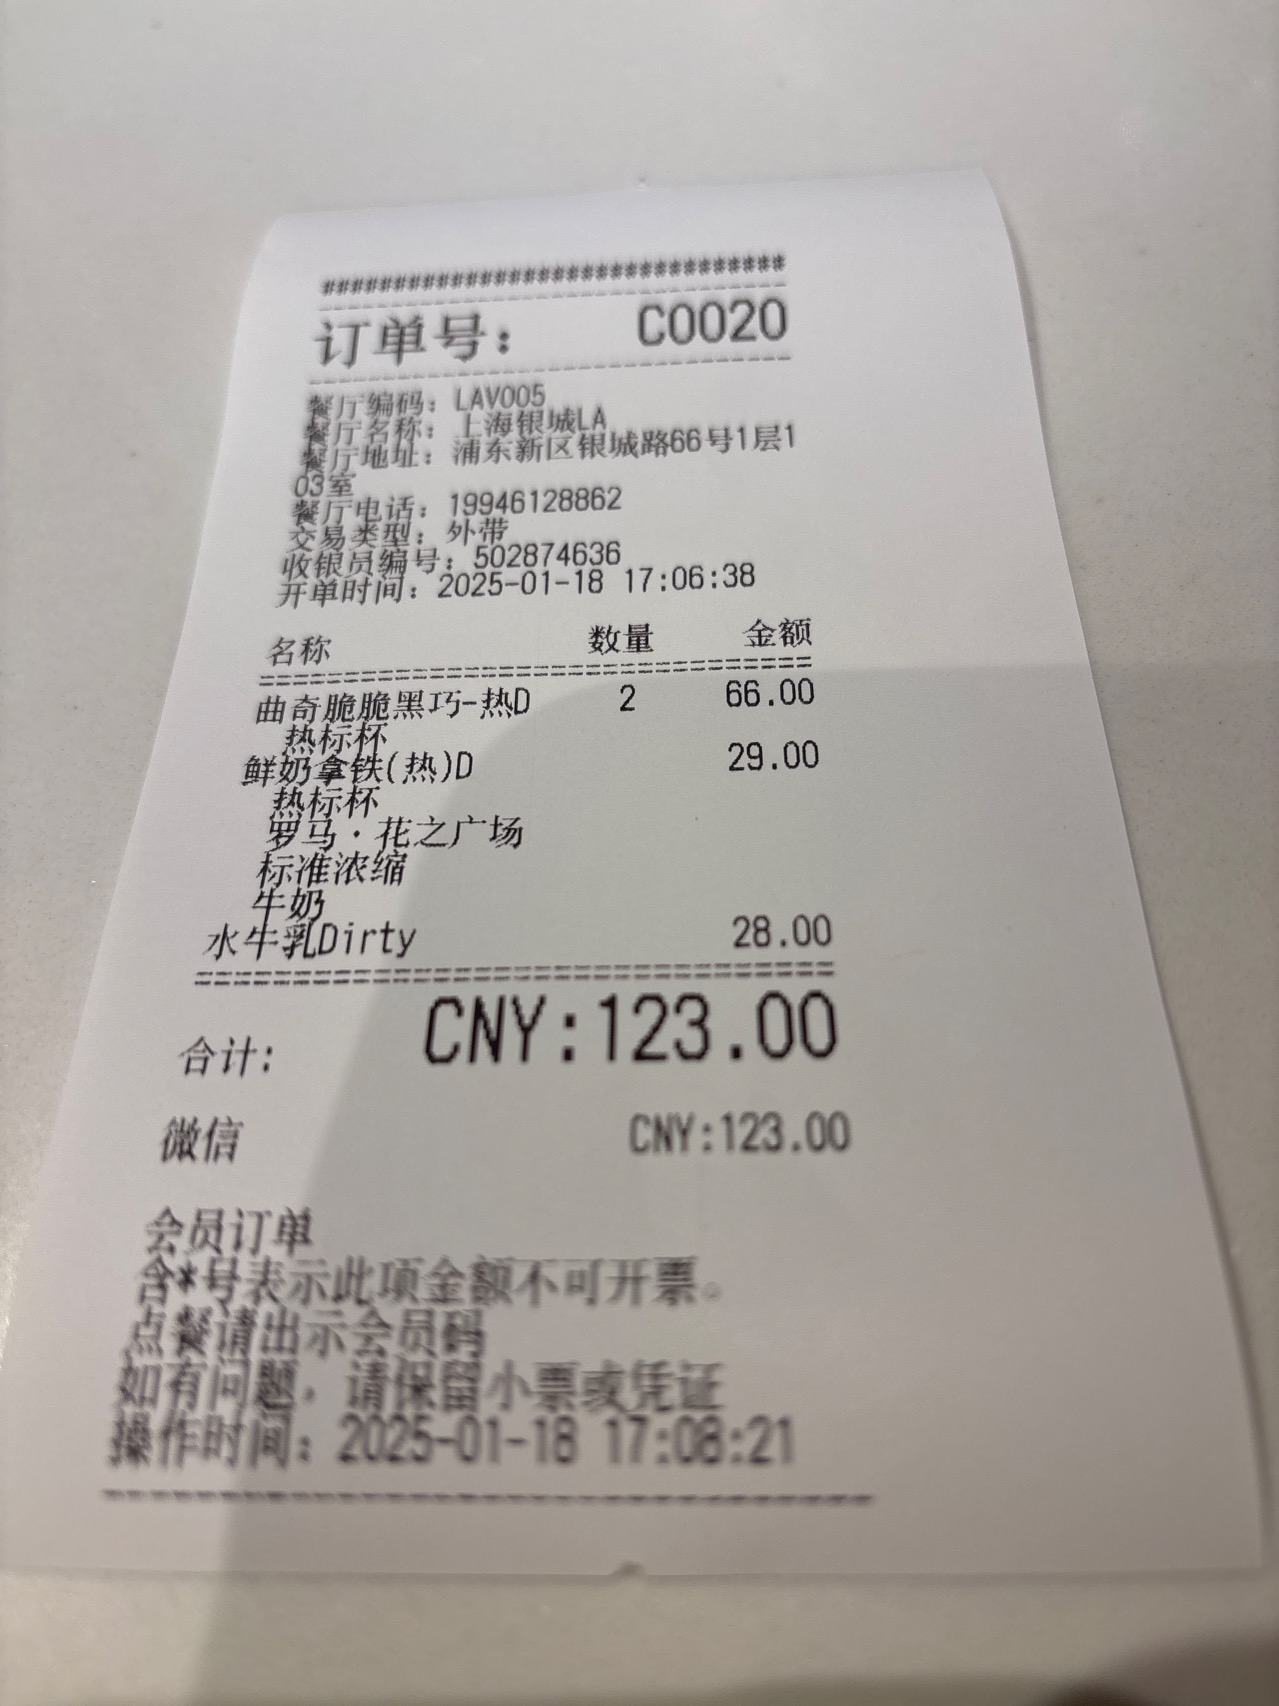 ################################
订单号： C0020
餐厅编码：LAV005
餐厅名称：上海银城LA
餐厅地址：浦东新区银城路66号1层1
03室
餐厅电话：19946128862
交易类型：外带
收银员编号：502874636
开单时间：2025-01-18 17:06:38
名称 数量 金额
曲奇脆脆黑巧-热D 2 66.00
热标杯
鲜奶拿铁(热)D 29.00
热标杯
罗马·花之广场
标准浓缩
牛奶
水牛乳Dirty 28.00
合计: CNY:123.00
微信 CNY:123.00
会员订单
含*号表示此项金额不可开票。
点餐请出示会员码
如有问题，请保留小票或凭证
操作时间：2025-01-18 17:08:21